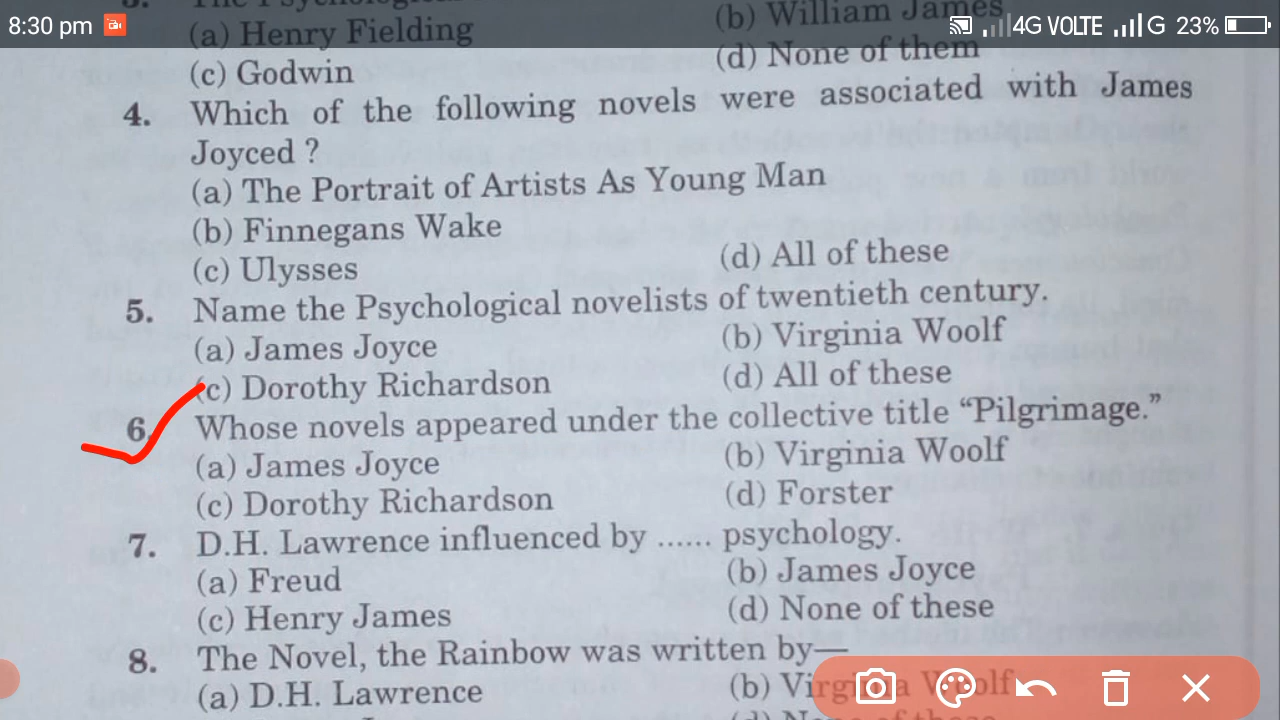 8:30 pm 4G VOLTE G 23%
(a) Henry Fielding (b) William James
(c) Godwin (d) None of them
4. Which of the following novels were associated with James
Joyced ?
(a) The Portrait of Artists As Young Man
(b) Finnegans Wake
(c) Ulysses (d) All of these
5. Name the Psychological novelists of twentieth century.
(a) James Joyce (b) Virginia Woolf
(c) Dorothy Richardson (d) All of these
6. Whose novels appeared under the collective title “Pilgrimage.”
(a) James Joyce (b) Virginia Woolf
(c) Dorothy Richardson (d) Forster
7. D.H. Lawrence influenced by ...... psychology.
(a) Freud (b) James Joyce
(c) Henry James (d) None of these
8. The Novel, the Rainbow was written by—
(a) D.H. Lawrence (b) Virginia Woolf